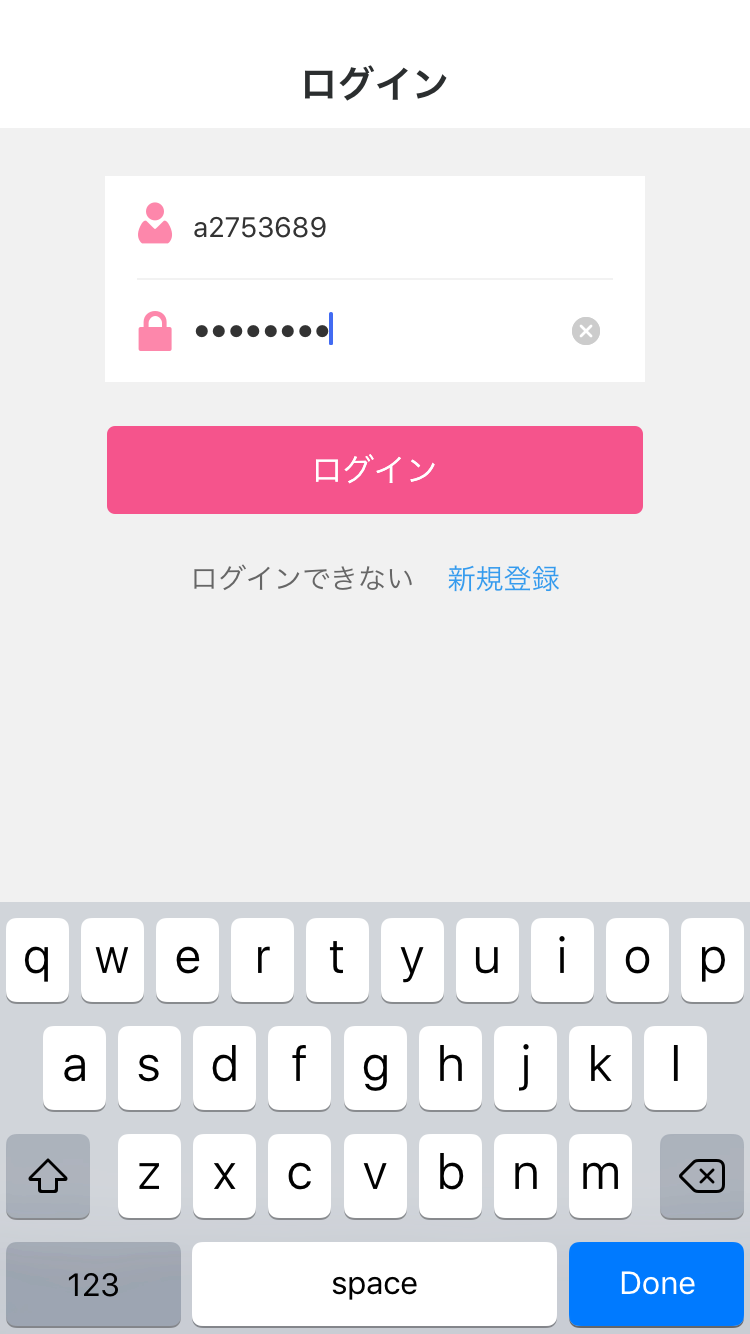 ログイン
a2753689
••••••••
ログイン
ログインできない 新規登録
q w e r t y u i o p
a s d f g h j k l
z x c v b n m
123 space Done